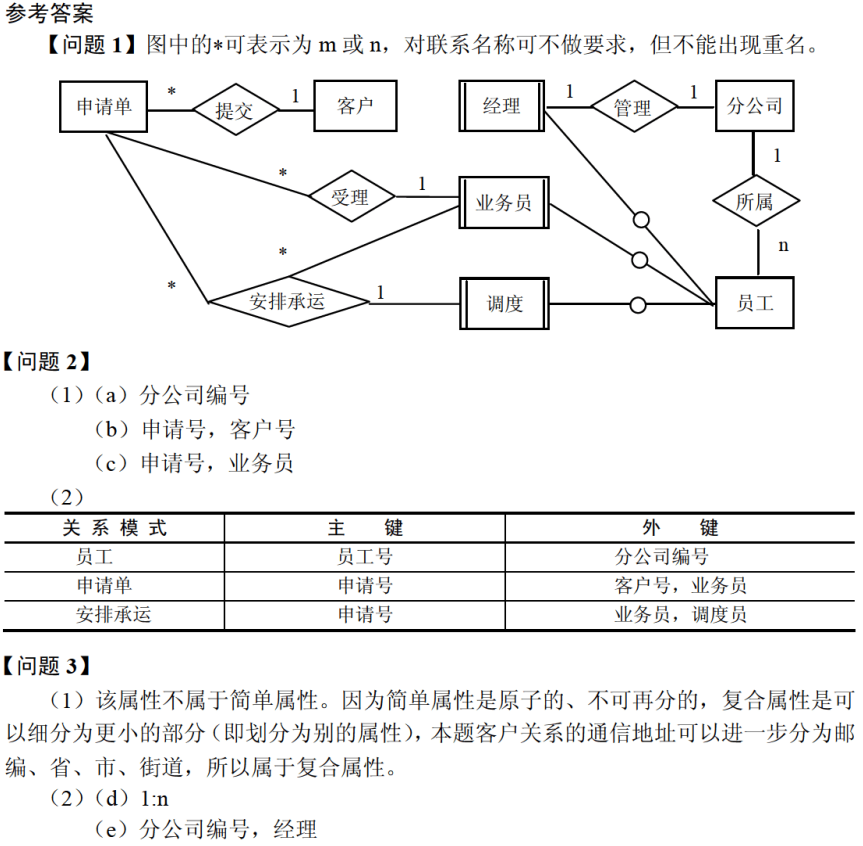 参考答案
【问题 1】图中的*可表示为 m 或 n，对联系名称可不做要求，但不能出现重名。
申请单 * 提交 1 客户 经理 1 管理 1 分公司
1
* 受理 1 业务员 所属
* n
* 安排承运 1 调度 员工
【问题 2】
（1）（a）分公司编号
（b）申请号，客户号
（c）申请号，业务员
（2）
关 系 模 式 主 键 外 键
员工 员工号 分公司编号
申请单 申请号 客户号，业务员
安排承运 申请号 业务员，调度员
【问题 3】
（1）该属性不属于简单属性。因为简单属性是原子的、不可再分的，复合属性是可
以细分为更小的部分（即划分为别的属性），本题客户关系的通信地址可以进一步分为邮
编、省、市、街道，所以属于复合属性。
（2）（d）1:n
（e）分公司编号，经理